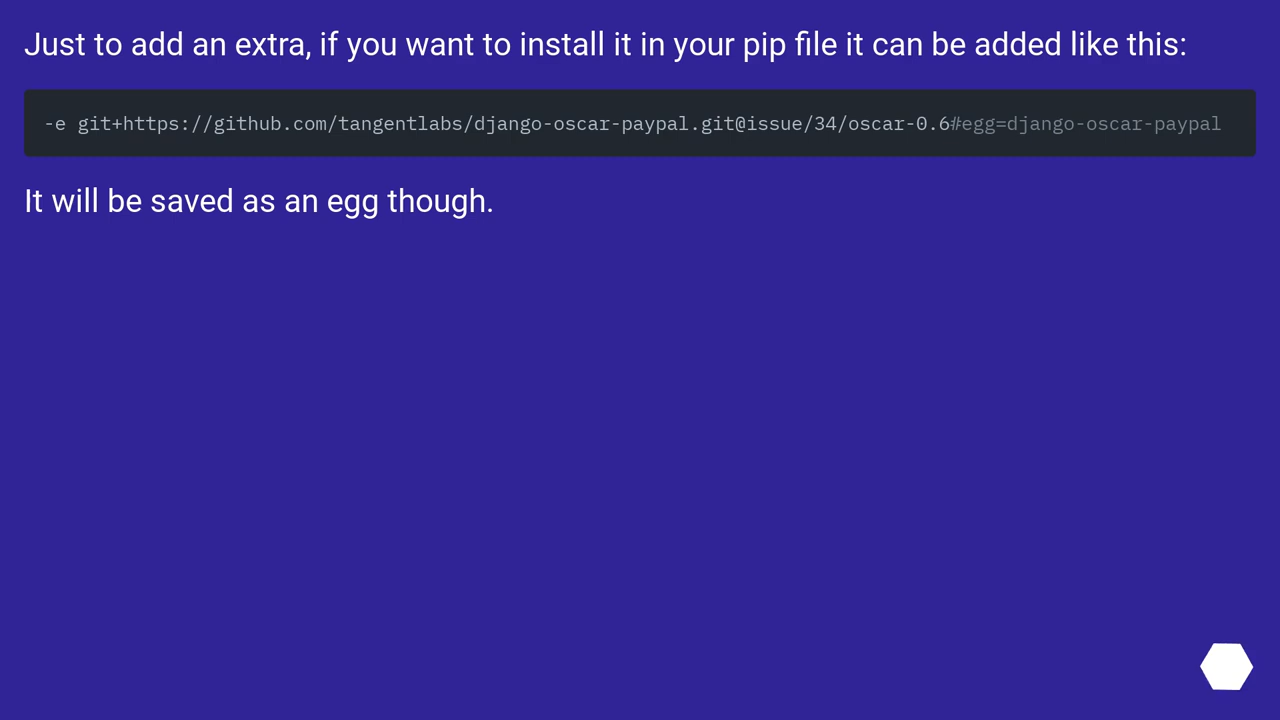 Just to add an extra, if you want to install it in your pip file it can be added like this:
-e git+https://github.com/tangentlabs/django-oscar-paypal.git@issue/34/oscar-0.6#egg=django-oscar-paypal
It will be saved as an egg though.